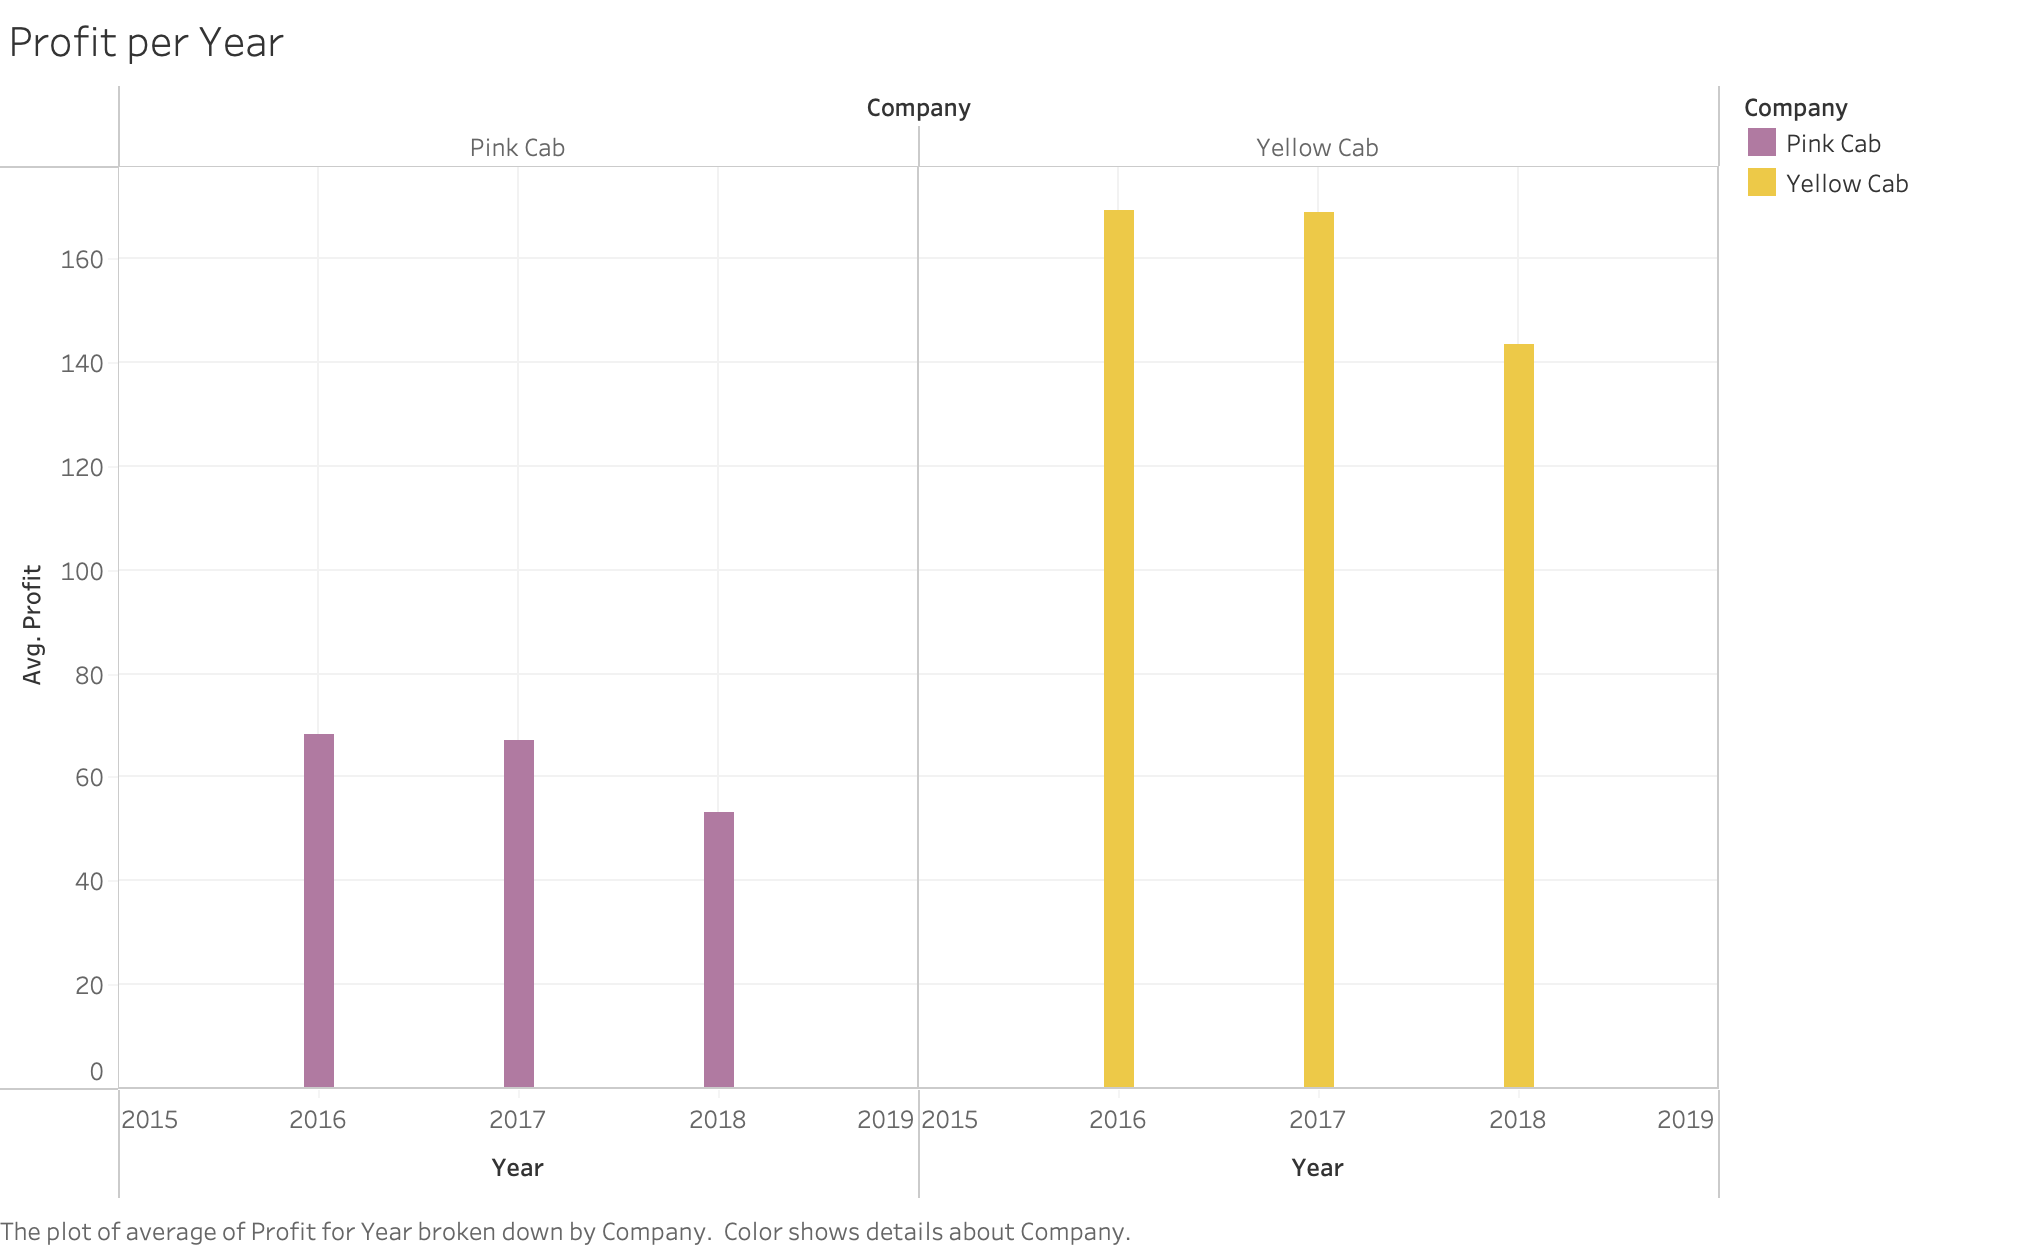 Profit per Year
Company
Pink Cab
Yellow Cab
Company
Pink Cab
Yellow Cab
Avg. Profit
160
140
120
100
80
60
40
20
0
2015 2016 2017 2018 2019 2015 2016 2017 2018 2019
Year Year
The plot of average of Profit for Year broken down by Company.  Color shows details about Company.